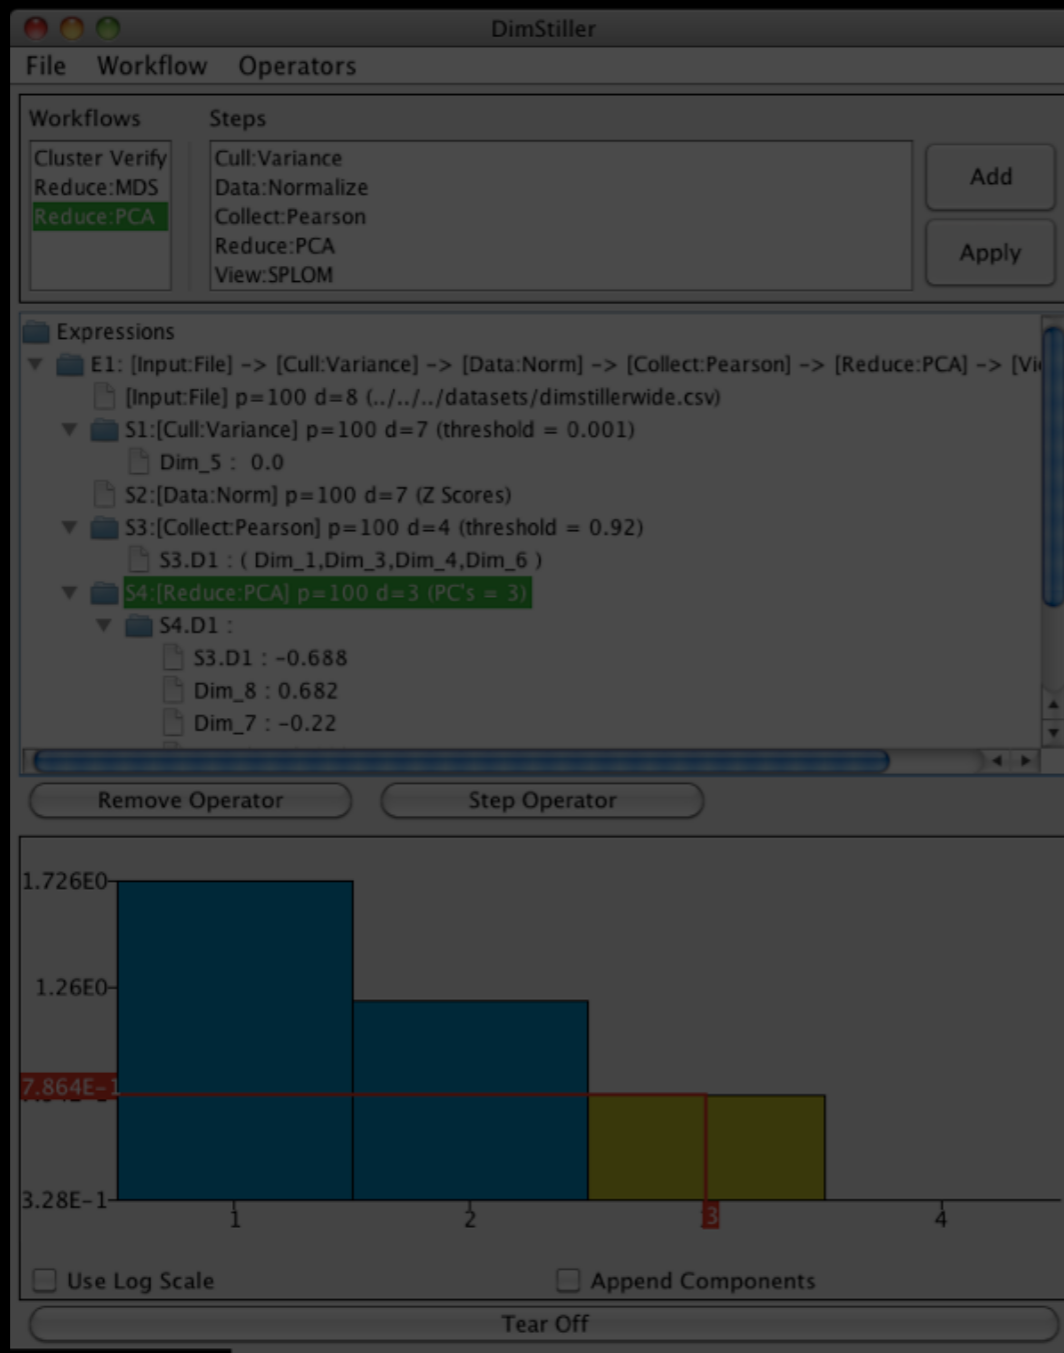 DimStiller
File Workflow Operators
Workflows Steps
Cluster Verify
Reduce:MDS
Reduce:PCA
Cull:Variance
Data:Normalize
Collect:Pearson
Reduce:PCA
View:SPLOM
Add
Apply
Expressions
E1: [Input:File] -> [Cull:Variance] -> [Data:Norm] -> [Collect:Pearson] -> [Reduce:PCA] -> [Vi
[Input:File] p=100 d=8 (../../../datasets/dimstillerwide.csv)
S1:[Cull:Variance] p=100 d=7 (threshold = 0.001)
Dim_5 : 0.0
S2:[Data:Norm] p=100 d=7 (Z Scores)
S3:[Collect:Pearson] p=100 d=4 (threshold = 0.92)
S3.D1 : ( Dim_1,Dim_3,Dim_4,Dim_6 )
S4:[Reduce:PCA] p=100 d=3 (PC's = 3)
S4.D1 :
S3.D1 : -0.688
Dim_8 : 0.682
Dim_7 : -0.22
Remove Operator Step Operator
1.726E0
1.26E0
7.864E-1
3.28E-1
1 2 3 4
Use Log Scale Append Components
Tear Off